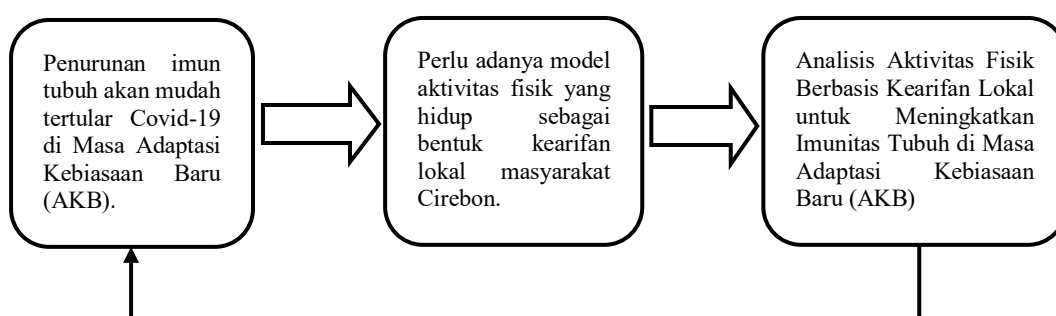 Penurunan imun
tubuh akan mudah
tertular Covid-19
di Masa Adaptasi
Kebiasaan Baru
(AKB).
Perlu adanya model
aktivitas fisik yang
hidup sebagai
bentuk kearifan
lokal masyarakat
Cirebon.
Analisis Aktivitas Fisik
Berbasis Kearifan Lokal
untuk Meningkatkan
Imunitas Tubuh di Masa
Adaptasi Kebiasaan
Baru (AKB)